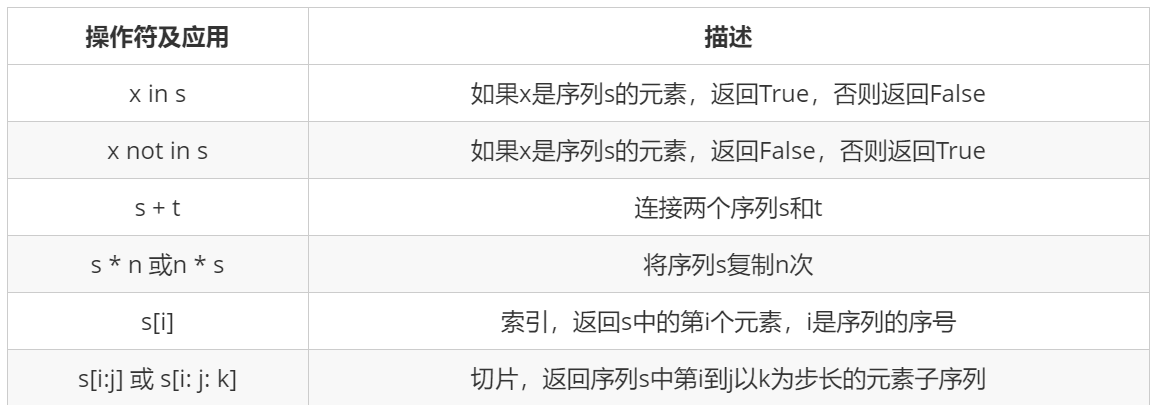 操作符及应用 描述
x in s 如果x是序列s的元素，返回True，否则返回False
x not in s 如果x是序列s的元素，返回False，否则返回True
s + t 连接两个序列s和t
s * n 或n * s 将序列s复制n次
s[i] 索引，返回s中的第i个元素，i是序列的序号
s[i:j] 或 s[i: j: k] 切片，返回序列s中第i到j以k为步长的元素子序列